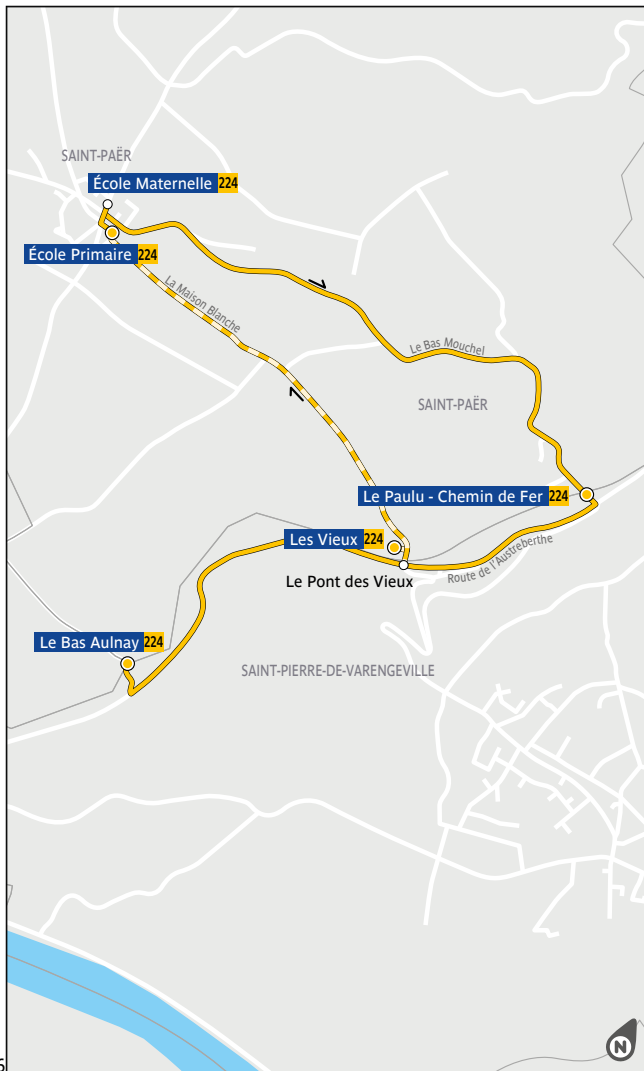 SAINT-PAËR
École Maternelle 224
École Primaire 224
La Maison Blanche
Le Bas Mouchel
SAINT-PAËR
Le Paulu - Chemin de Fer 224
Les Vieux 224
Route de l'Austreberthe
Le Pont des Vieux
Le Bas Aulnay 224
SAINT-PIERRE-DE-VARENGEVILLE
N